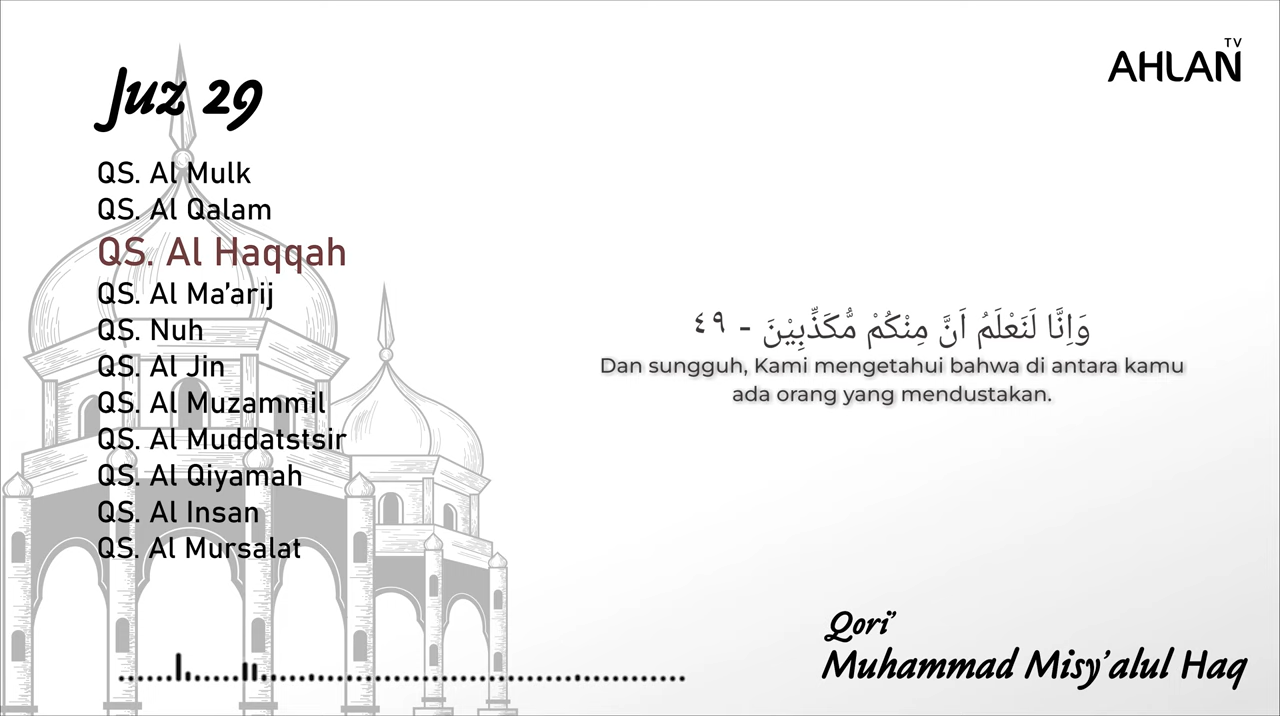 Juz 29
QS. Al Mulk
QS. Al Qalam
QS. Al Haqqah
QS. Al Ma’arij
QS. Nuh
QS. Al Jin
QS. Al Muzammil
QS. Al Muddatstsir
QS. Al Qiyamah
QS. Al Insan
QS. Al Mursalat
TV
AHLAN
وَاِنَّا لَنَعْلَمُ اَنَّ مِنْكُمْ مُّكَذِّبِيْنَ - ٤٩
Dan sungguh, Kami mengetahui bahwa di antara kamu
ada orang yang mendustakan.
Qori’
Muhammad Misy’alul Haq